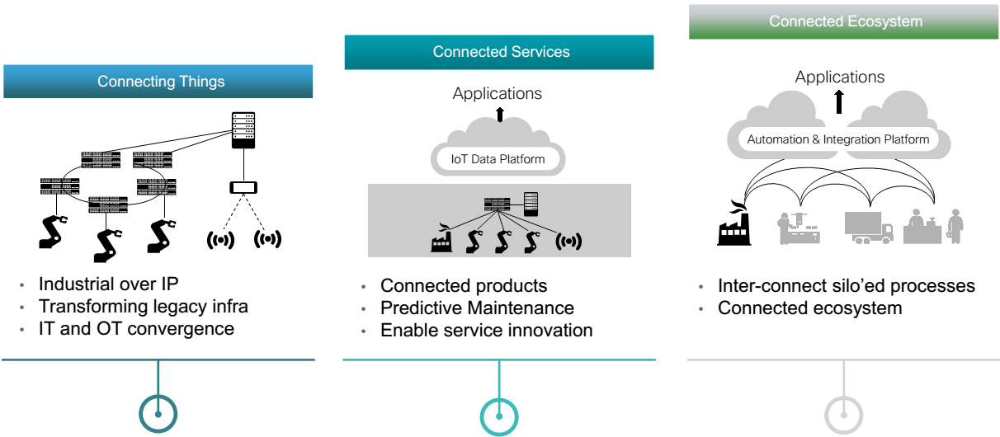 Connecting Things
• Industrial over IP
• Transforming legacy infra
• IT and OT convergence
Connected Services
Applications
IoT Data Platform
• Connected products
• Predictive Maintenance
• Enable service innovation
Connected Ecosystem
Applications
Automation & Integration Platform
• Inter-connect silo’ed processes
• Connected ecosystem